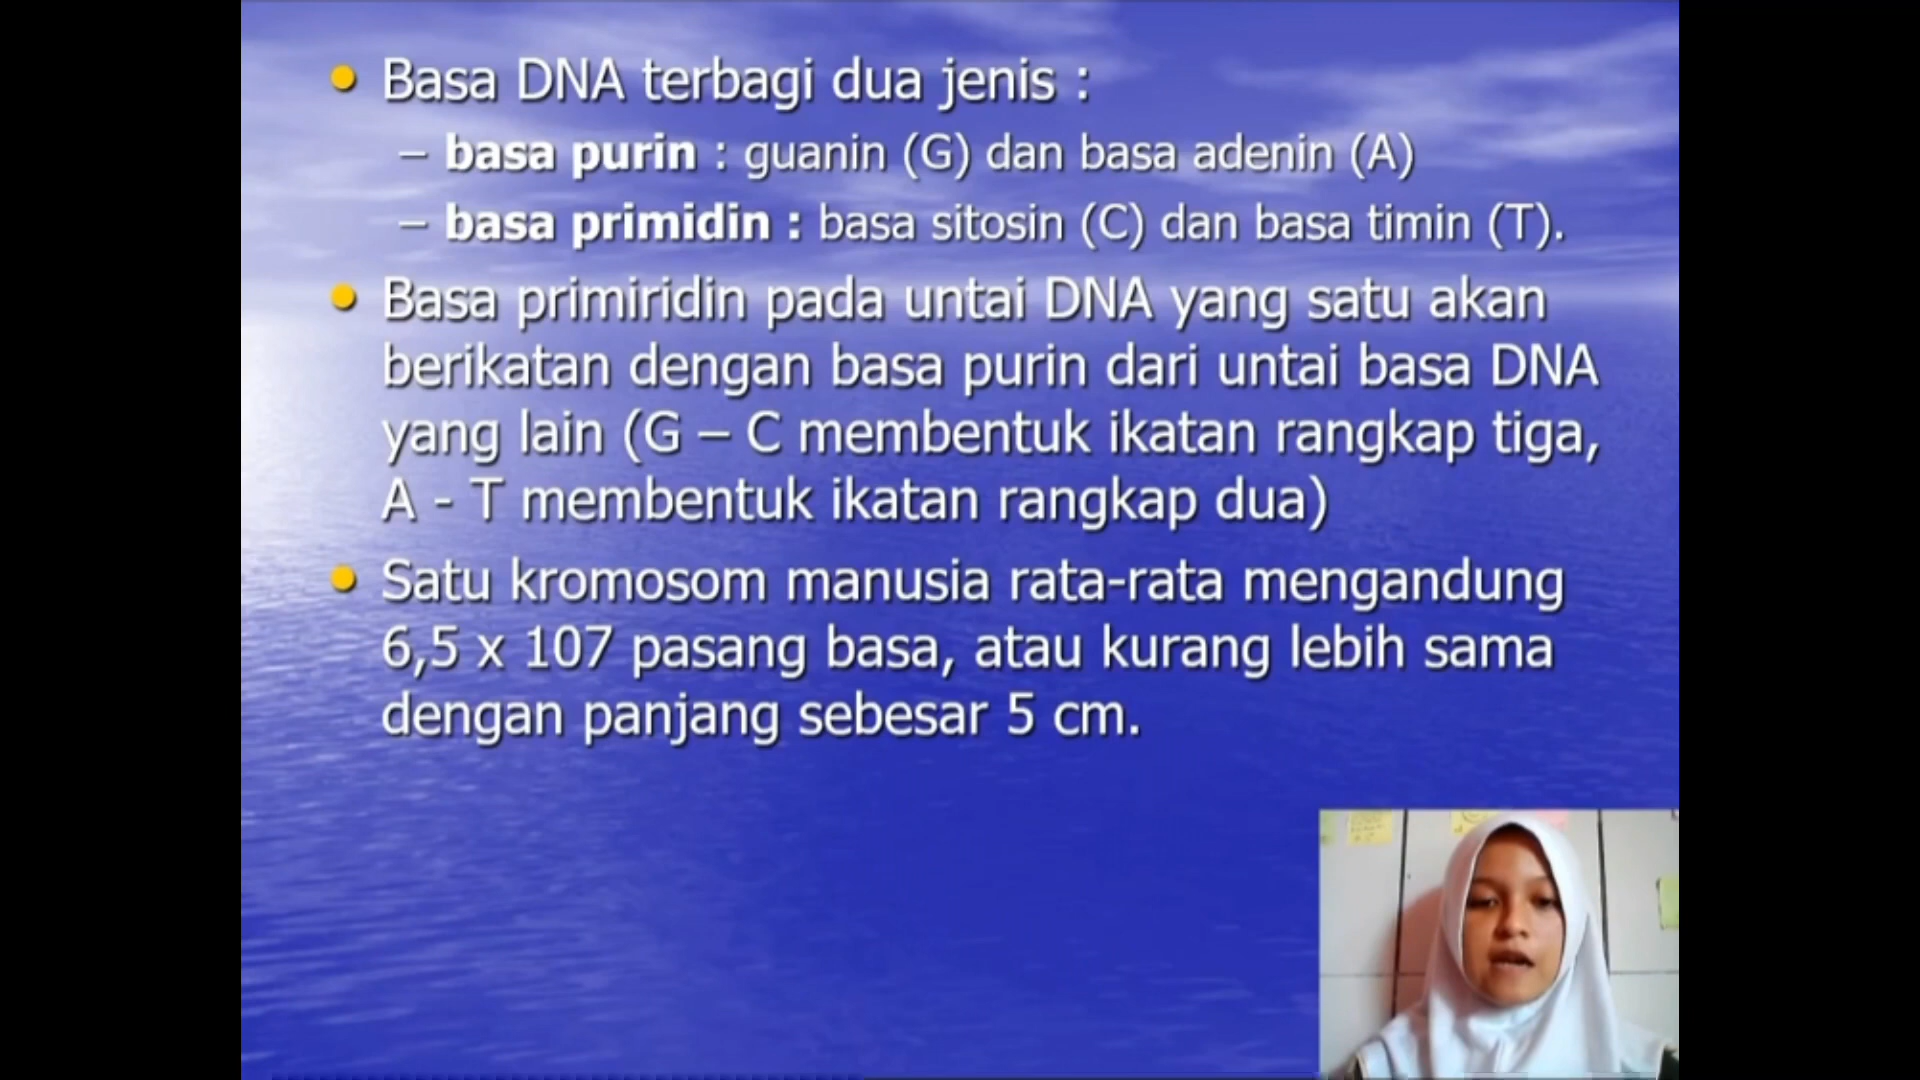 • Basa DNA terbagi dua jenis :
– basa purin : guanin (G) dan basa adenin (A)
– basa primidin : basa sitosin (C) dan basa timin (T).
• Basa primiridin pada untai DNA yang satu akan
berikatan dengan basa purin dari untai basa DNA
yang lain (G – C membentuk ikatan rangkap tiga,
A - T membentuk ikatan rangkap dua)
• Satu kromosom manusia rata-rata mengandung
6,5 x 107 pasang basa, atau kurang lebih sama
dengan panjang sebesar 5 cm.